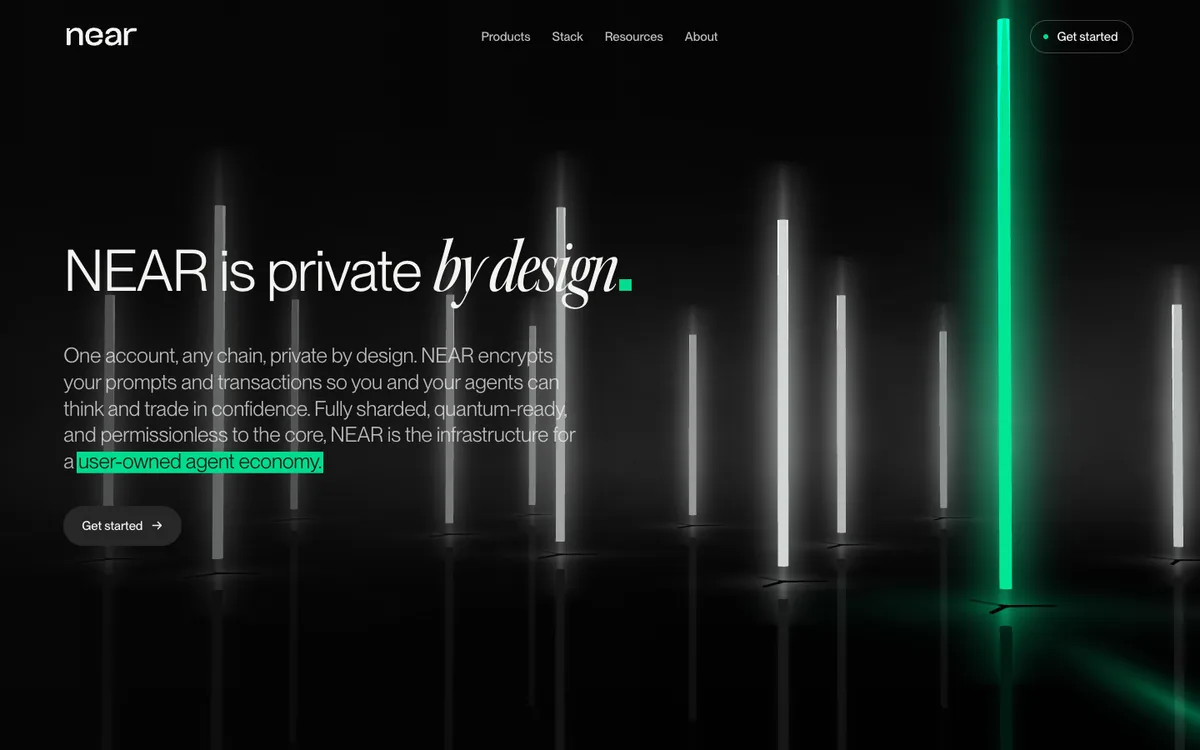 near
Products
Stack
Resources
About
Get started
NEAR is private by design.
One account, any chain, private by design. NEAR encrypts
your prompts and transactions so you and your agents can
think and trade in confidence. Fully sharded, quantum-ready,
and permissionless to the core, NEAR is the infrastructure for
a user-owned agent economy.
Get started →